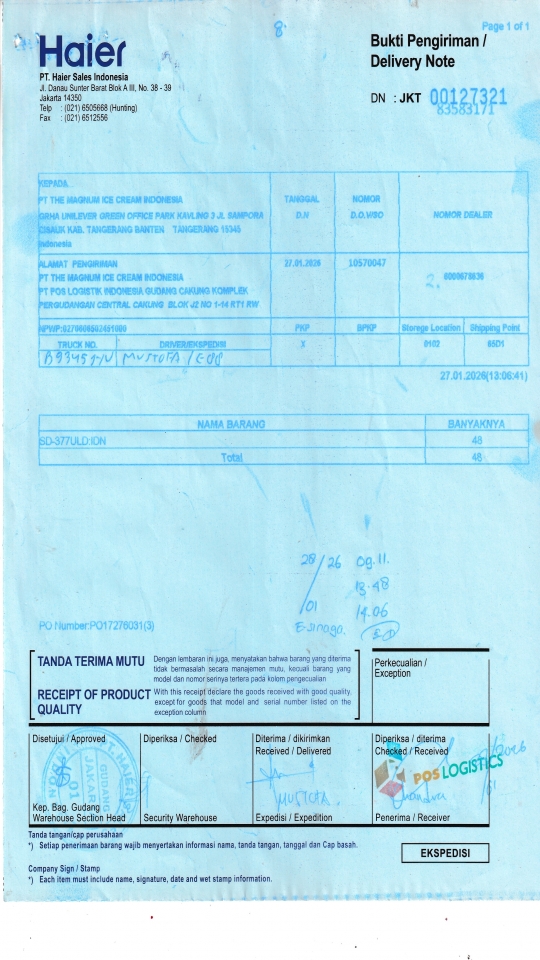 8.
Page 1 of 1
Haier
Bukti Pengiriman /
Delivery Note
PT. Haier Sales Indonesia
Jl. Danau Sunter Barat Blok A III, No. 38 - 39
Jakarta 14350
Telp : (021) 6505668 (Hunting)
Fax : (021) 6512556
DN : JKT 00127321
83583171
KEPADA
PT THE MAGNUM ICE CREAM INDONESIA
GRHA UNILEVER GREEN OFFICE PARK KAVLING 3 JL SAMPORA
CISAUK KAB. TANGERANG BANTEN TANGERANG 15345
Indonesia
TANGGAL
D.N
NOMOR
D.O./SO
NOMOR DEALER
ALAMAT PENGIRIMAN
PT THE MAGNUM ICE CREAM INDONESIA
PT POS LOGISTIK INDONESIA GUDANG CAKUNG KOMPLEK
PERGUDANGAN CENTRAL CAKUNG BLOK J2 NO 1-14 RT1 RW
27.01.2026
10570047
2.
PKP
BPKP
Storege Location
Shipping Point
TRUCK NO.
DRIVER/EKSPEDISI
X
0102
65D1
MUSTOFA /
27.01.2026(13:06:41)
NAMA BARANG
BANYAKNYA
SD-377ULD:IDN
48
Total
48
28/26 09.11.
/01 13.48
14.06
PO Number:PO17276031(3)
TANDA TERIMA MUTU
Dengan lembaran ini juga, menyatakan bahwa barang yang diterima
tidak bermasalah secara manajemen mutu, kecuali barang yang
model dan nomor serinya tertera pada kolom pengecualian
RECEIPT OF PRODUCT
QUALITY
With this receipt declare the goods received with good quality,
except for goods that model and serial number listed on the
exception column
Perkecualian /
Exception
Disetujui / Approved
Diperiksa / Checked
Diterima / dikirimkan
Received / Delivered
Diperiksa / diterima
Checked / Received
PT. HAIER
GUDANG
JAKAR
01
POS LOGISTICS
MUSTOFA
Chandra
Kep. Bag. Gudang
Warehouse Section Head
Security Warehouse
Expedisi / Expedition
Penerima / Receiver
Tanda tangan/cap perusahaan
*) Setiap penerimaan barang wajib menyertakan informasi nama, tanda tangan, tanggal dan Cap basah.
EKSPEDISI
Company Sign / Stamp
*) Each item must include name, signature, date and wet stamp information.